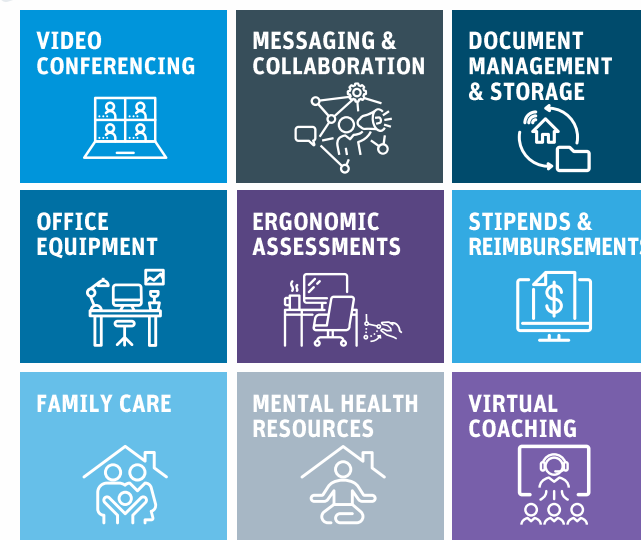 VIDEO
CONFERENCING
MESSAGING &
COLLABORATION
DOCUMENT
MANAGEMENT
& STORAGE
OFFICE
EQUIPMENT
ERGONOMIC
ASSESSMENTS
STIPENDS &
REIMBURSEMENTS
FAMILY CARE
MENTAL HEALTH
RESOURCES
VIRTUAL
COACHING